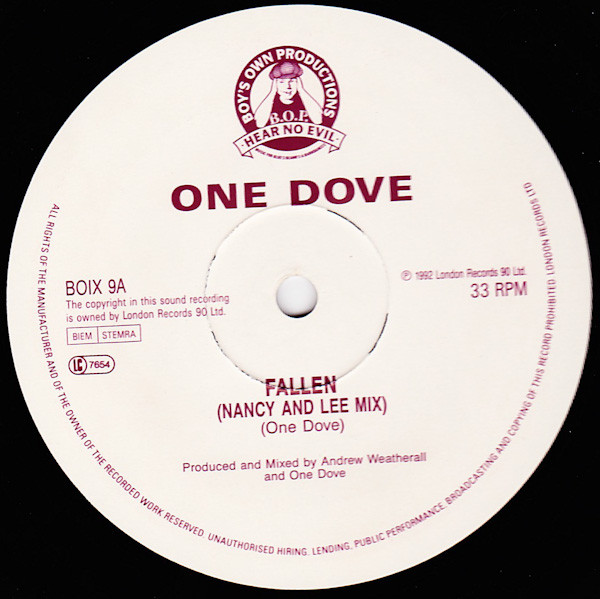 BOY'S OWN PRODUCTIONS
B.O.P.
HEAR NO EVIL
ONE DOVE
BOIX 9A
The copyright in this sound recording
is owned by London Records 90 Ltd.
BIEM STEMRA
LC 7654
℗ 1992 London Records 90 Ltd.
33 RPM
FALLEN
(NANCY AND LEE MIX)
(One Dove)
Produced and Mixed by Andrew Weatherall
and One Dove
ALL RIGHTS OF THE MANUFACTURER AND OF THE OWNER OF THE RECORDED WORK RESERVED. UNAUTHORISED HIRING, LENDING, PUBLIC PERFORMANCE, BROADCASTING AND COPYING OF THIS RECORD PROHIBITED LONDON RECORDS LTD